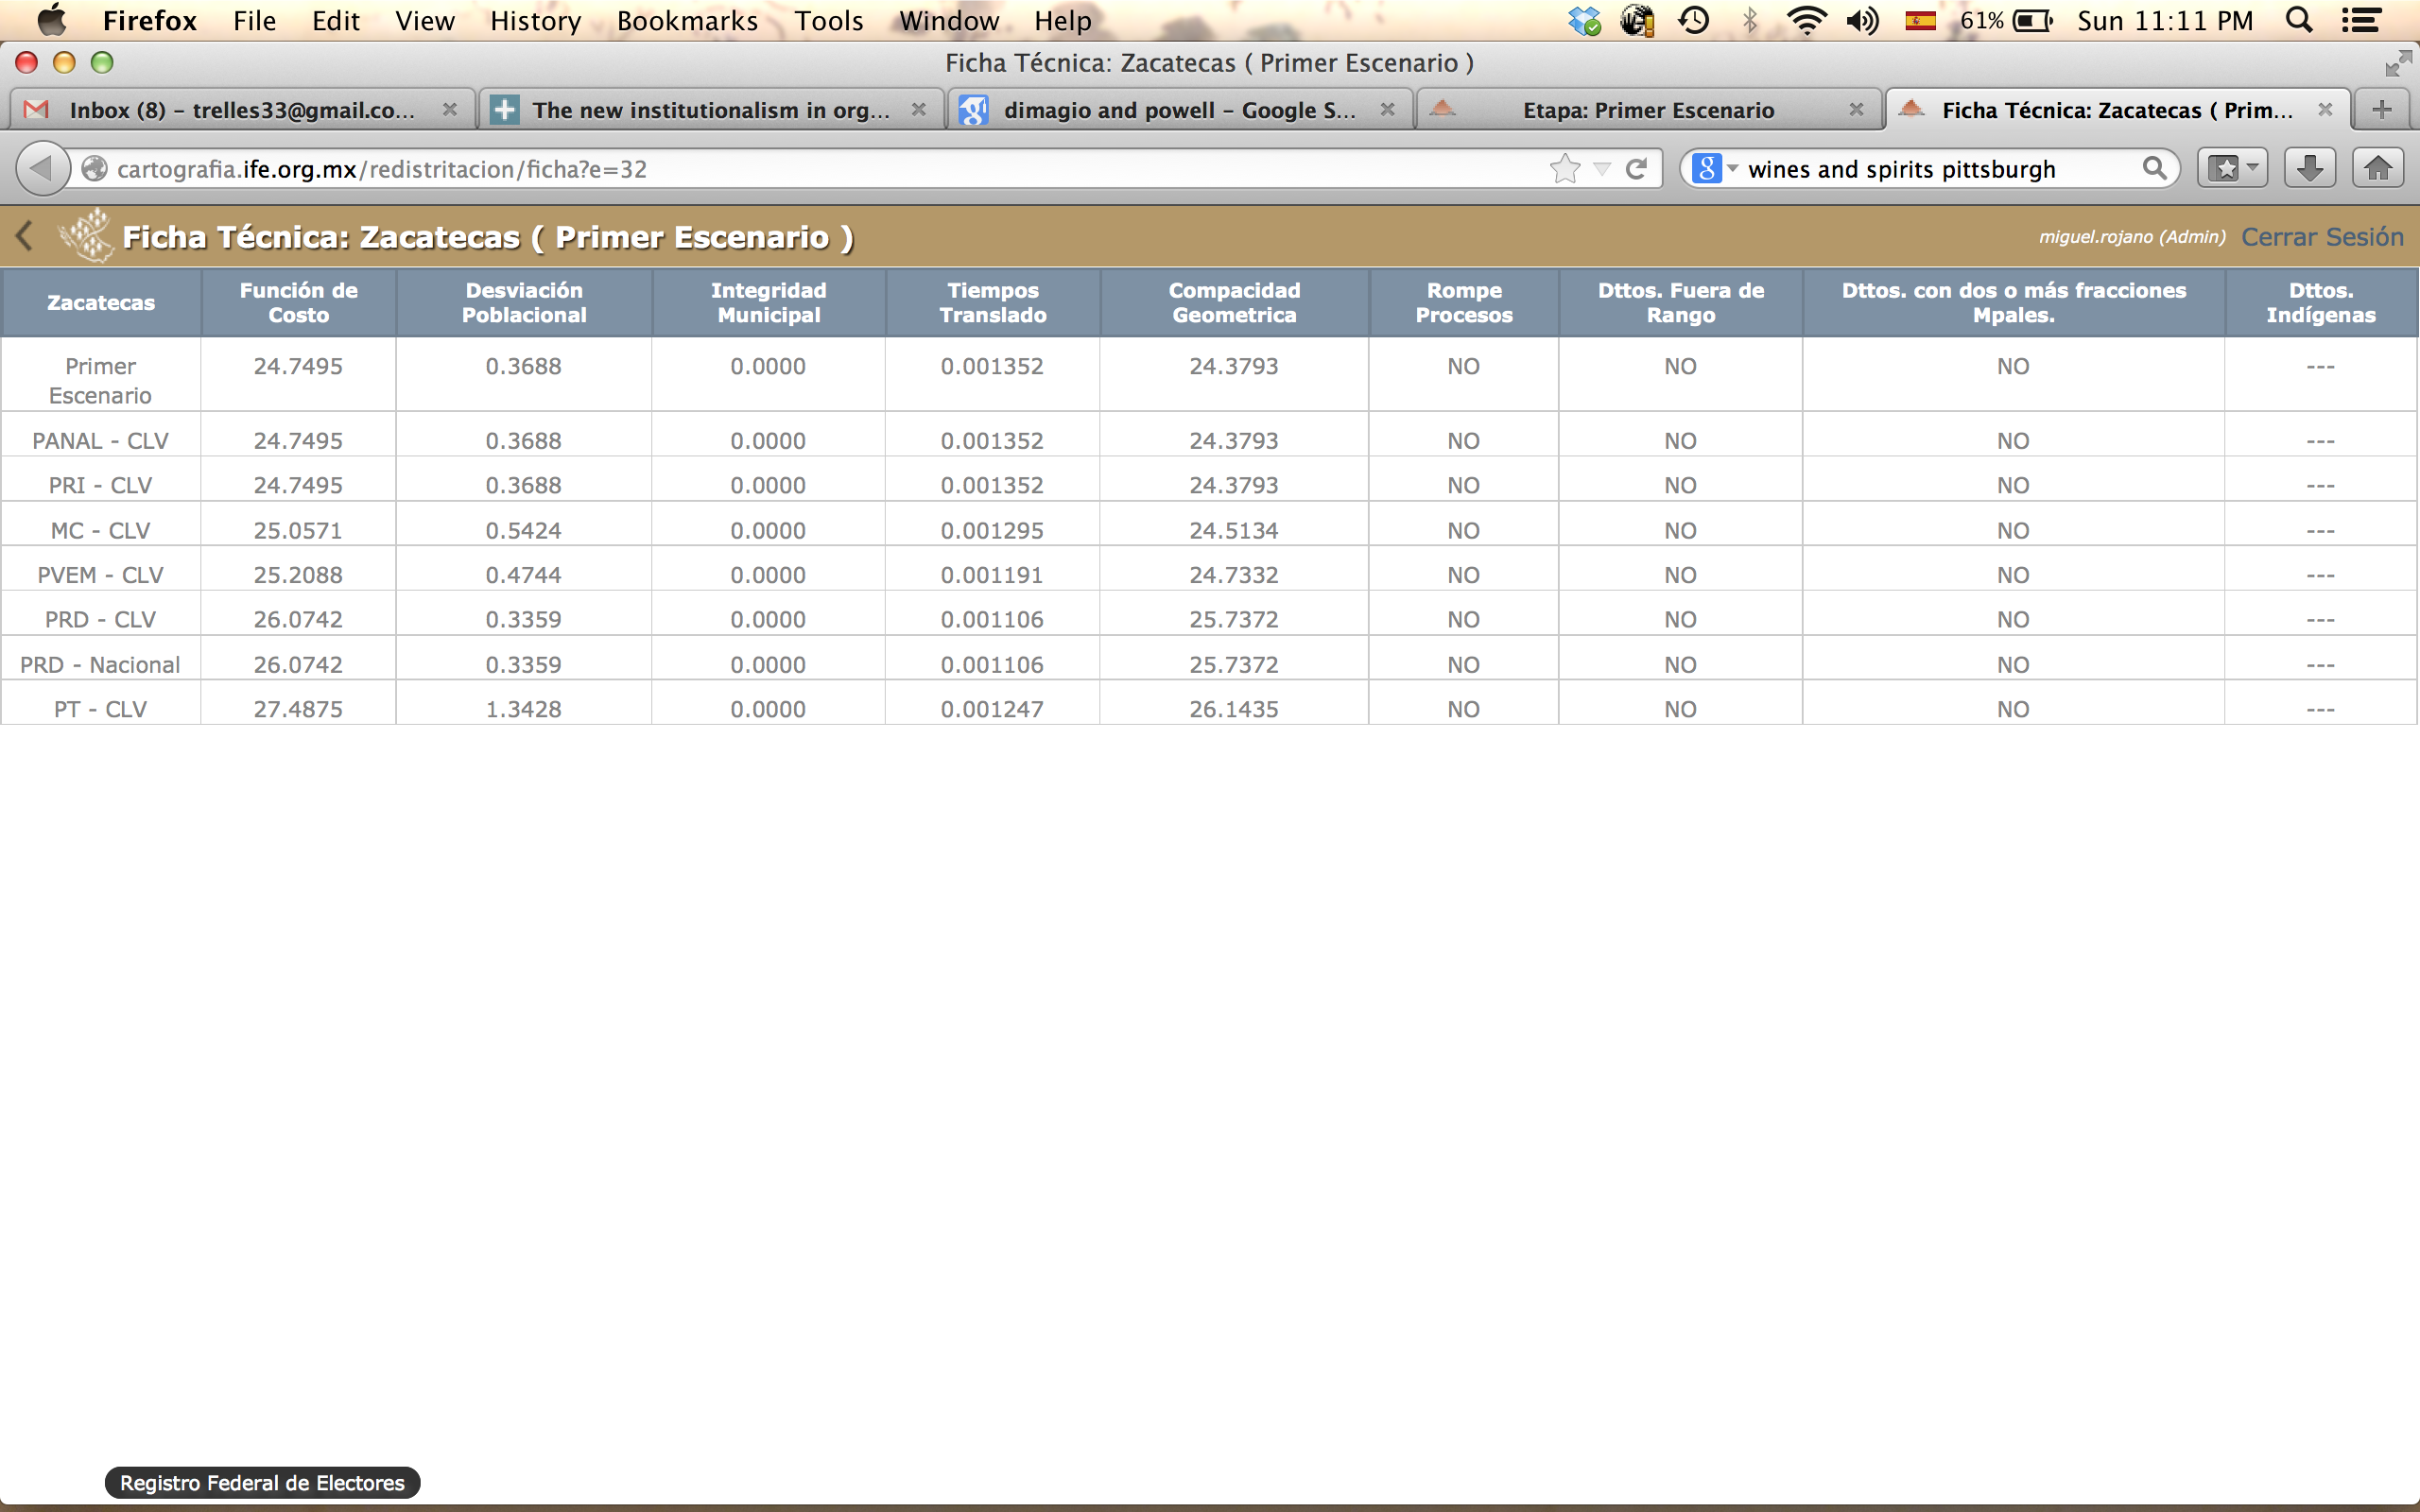 Firefox File Edit View History Bookmarks Tools Window Help 61% Sun 11:11 PM
Ficha Técnica: Zacatecas ( Primer Escenario )
Inbox (8) – trelles33@gmail.co... The new institutionalism in org... dimagio and powell – Google S... Etapa: Primer Escenario Ficha Técnica: Zacatecas ( Prim...
cartografia.ife.org.mx/redistritacion/ficha?e=32 wines and spirits pittsburgh
Ficha Técnica: Zacatecas ( Primer Escenario ) miguel.rojano (Admin) Cerrar Sesión
Zacatecas Función de Costo Desviación Poblacional Integridad Municipal Tiempos Translado Compacidad Geometrica Rompe Procesos Dttos. Fuera de Rango Dttos. con dos o más fracciones Mpales. Dttos. Indígenas
Primer Escenario 24.7495 0.3688 0.0000 0.001352 24.3793 NO NO NO ---
PANAL - CLV 24.7495 0.3688 0.0000 0.001352 24.3793 NO NO NO ---
PRI - CLV 24.7495 0.3688 0.0000 0.001352 24.3793 NO NO NO ---
MC - CLV 25.0571 0.5424 0.0000 0.001295 24.5134 NO NO NO ---
PVEM - CLV 25.2088 0.4744 0.0000 0.001191 24.7332 NO NO NO ---
PRD - CLV 26.0742 0.3359 0.0000 0.001106 25.7372 NO NO NO ---
PRD - Nacional 26.0742 0.3359 0.0000 0.001106 25.7372 NO NO NO ---
PT - CLV 27.4875 1.3428 0.0000 0.001247 26.1435 NO NO NO ---
Registro Federal de Electores